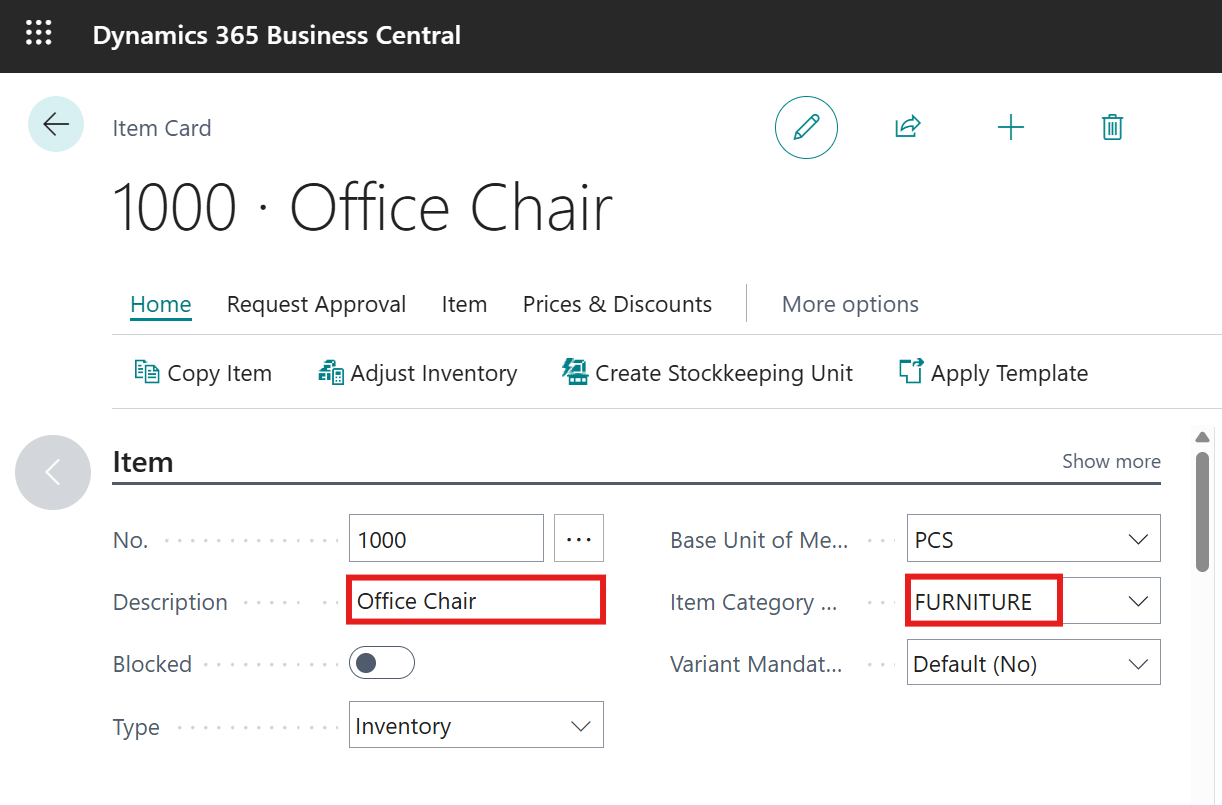 Dynamics 365 Business Central
Item Card
1000 · Office Chair
Home Request Approval Item Prices & Discounts More options
Copy Item Adjust Inventory Create Stockkeeping Unit Apply Template
Item Show more
No. 1000 ... Base Unit of Me... PCS
Description Office Chair Item Category ... FURNITURE
Blocked Variant Mandat... Default (No)
Type Inventory